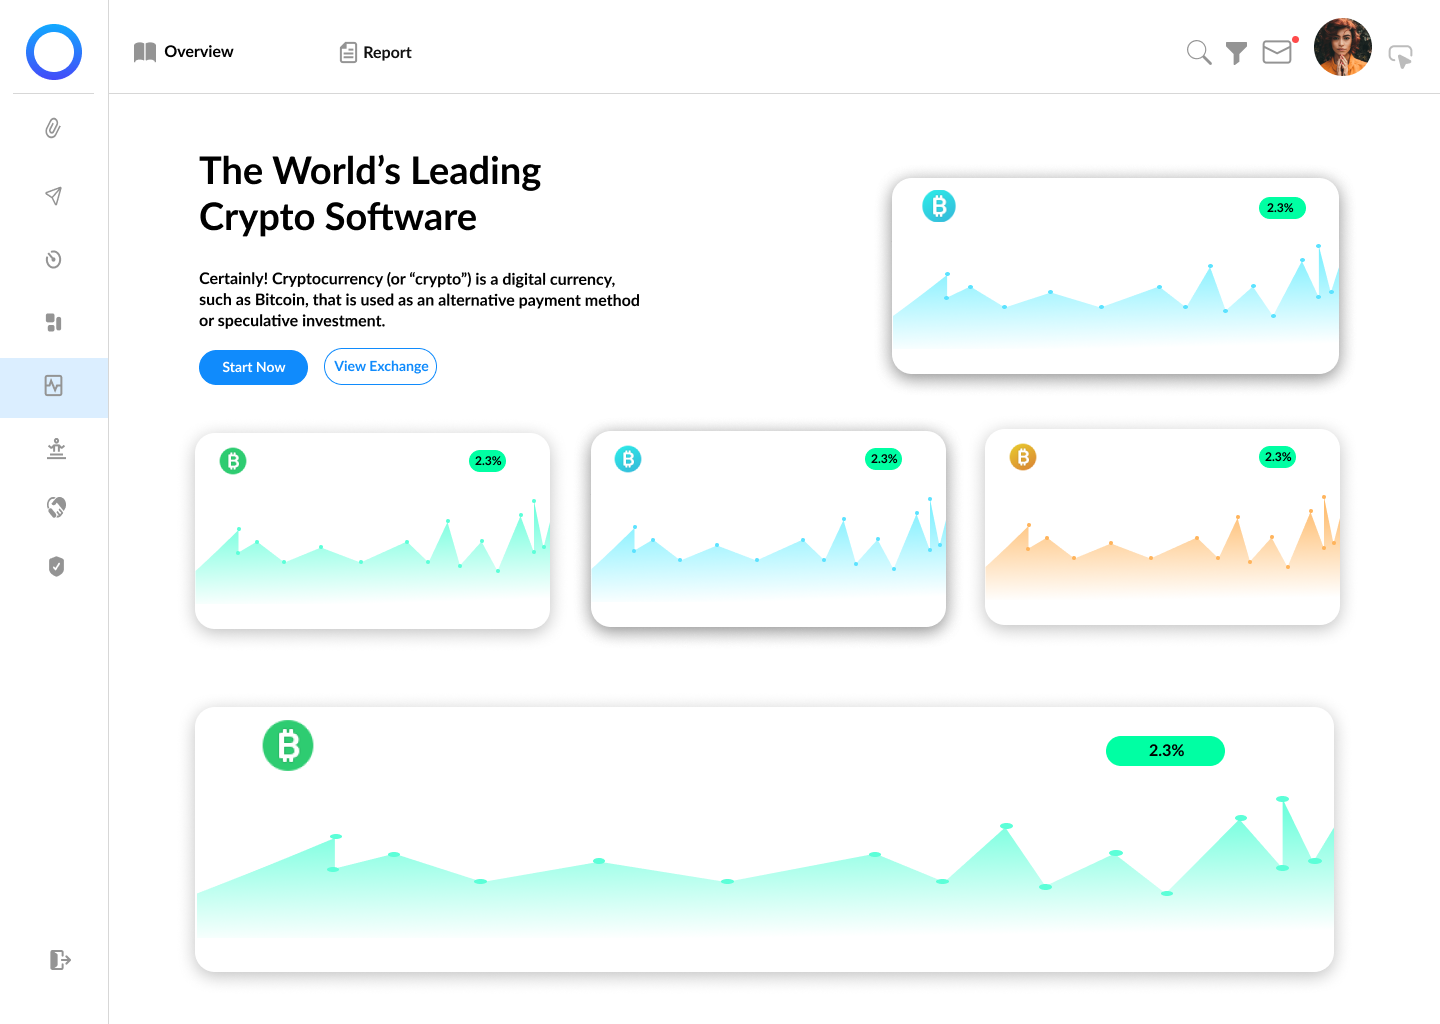 Overview
Report
The World’s Leading
Crypto Software
Certainly! Cryptocurrency (or “crypto”) is a digital currency,
such as Bitcoin, that is used as an alternative payment method
or speculative investment.
Start Now
View Exchange
2.3%
2.3%
2.3%
2.3%
2.3%